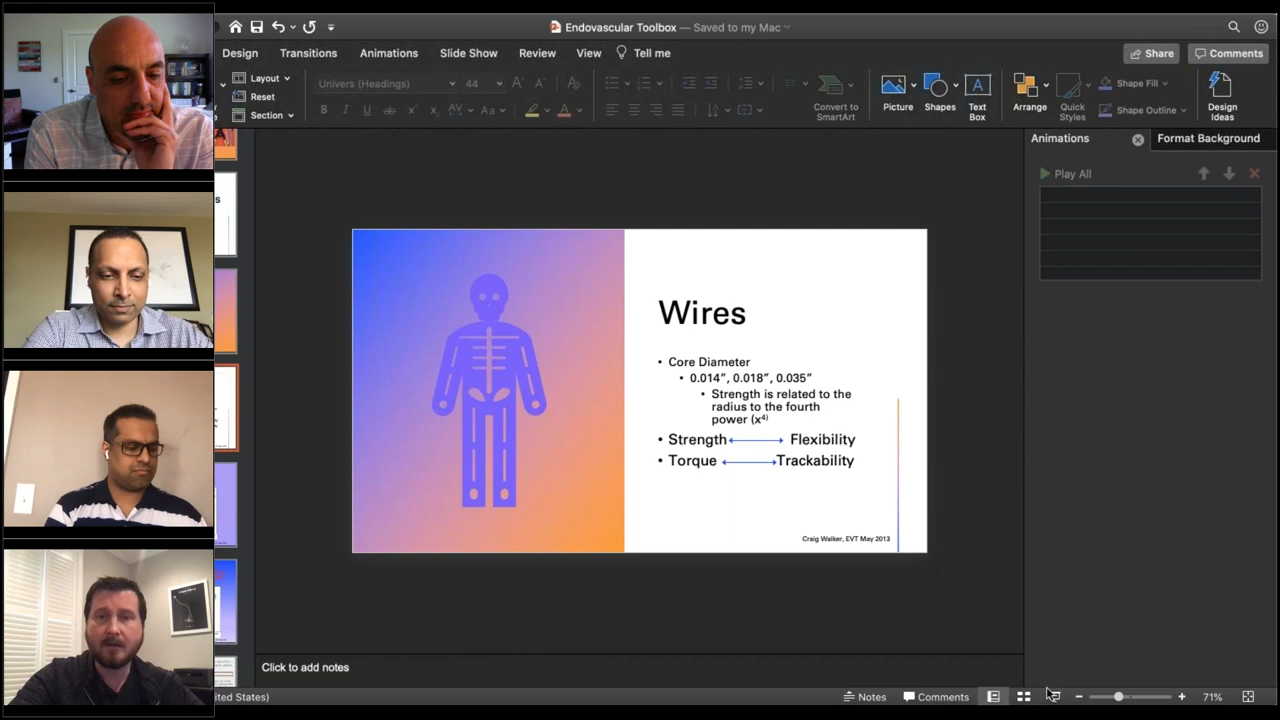 Endovascular Toolbox — Saved to my Mac
Design Transitions Animations Slide Show Review View Tell me
Share Comments
Layout
Reset
Section
Univers (Headings) 44
Convert to
SmartArt
Picture
Shapes
Text
Box
Arrange
Quick
Styles
Shape Fill
Shape Outline
Design
Ideas
Animations
Format Background
Play All
Wires
• Core Diameter
• 0.014”, 0.018”, 0.035”
• Strength is related to the
radius to the fourth
power (x⁴)
• Strength Flexibility
• Torque Trackability
Craig Walker, EVT May 2013
Click to add notes
ited States)
Notes
Comments
71%